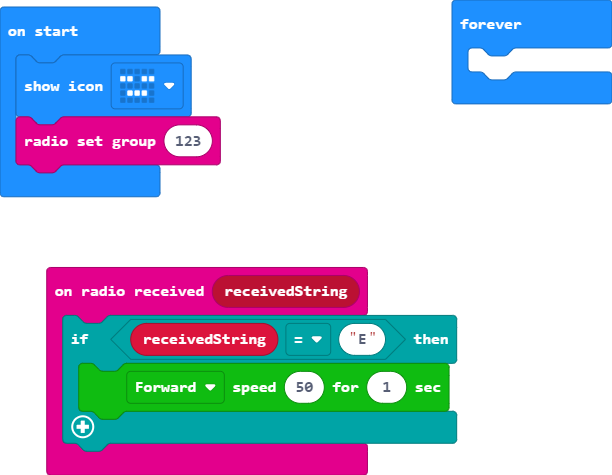 on start
forever
show icon
radio set group 123
on radio received receivedString
if receivedString = "E" then
Forward speed 50 for 1 sec